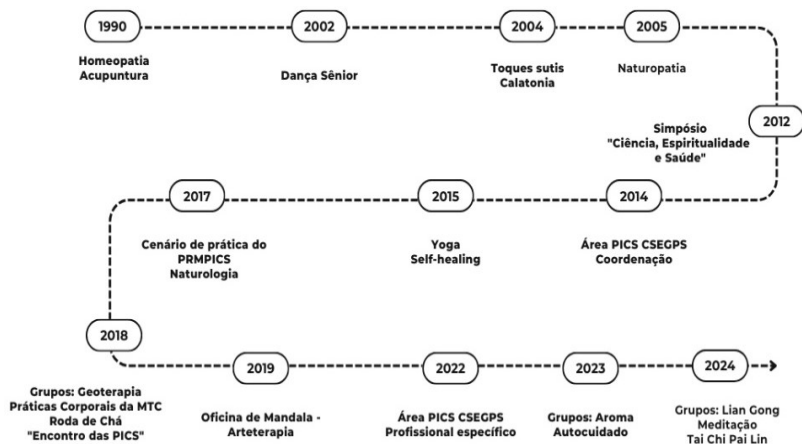 1990
Homeopatia
Acupuntura
2002
Dança Sênior
2004
Toques sutis
Calatonia
2005
Naturopatia
2012
Simpósio
"Ciência, Espiritualidade
e Saúde"
2014
Área PICS CSEGPS
Coordenação
2015
Yoga
Self-healing
2017
Cenário de prática do
PRMPICS
Naturologia
2018
Grupos: Geoterapia
Práticas Corporais da MTC
Roda de Chá
"Encontro das PICS"
2019
Oficina de Mandala -
Arteterapia
2022
Área PICS CSEGPS
Profissional específico
2023
Grupos: Aroma
Autocuidado
2024
Grupos: Lian Gong
Meditação
Tai Chi Pai Lin